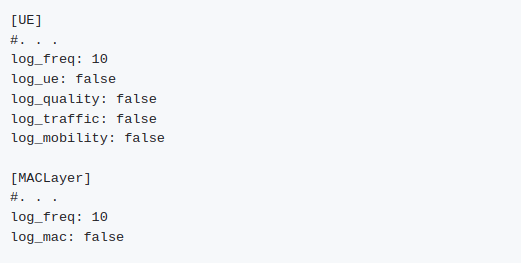 [UE]
#. . .
log_freq: 10
log_ue: false
log_quality: false
log_traffic: false
log_mobility: false
[MACLayer]
#. . .
log_freq: 10
log_mac: false